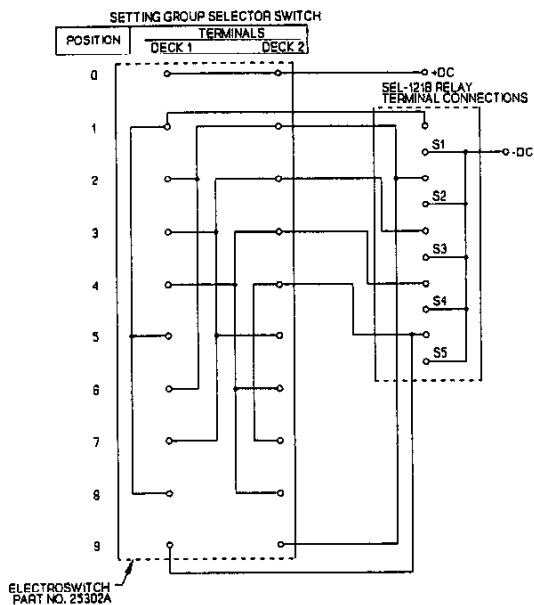 SETTING GROUP SELECTOR SWITCH
POSITION
TERMINALS
DECK 1 DECK 2
0
+DC
SEL-121B RELAY
TERMINAL CONNECTIONS
1
S1
-DC
2
S2
3
S3
4
S4
5
S5
6
7
8
9
ELECTROSWITCH
PART NO. 25302A